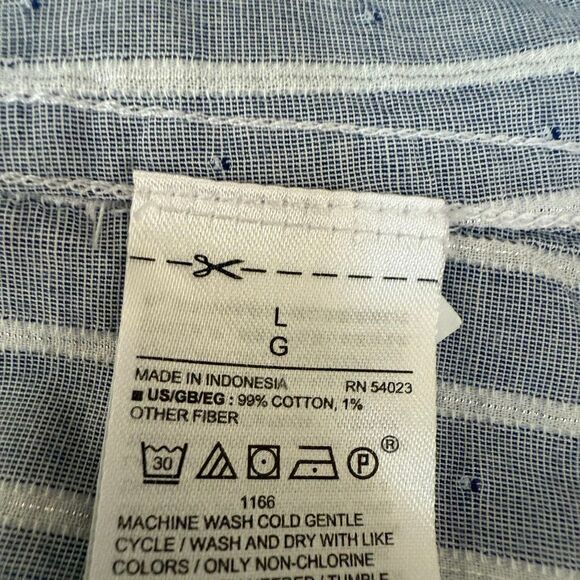 L
G
MADE IN INDONESIA RN 54023
■ US/GB/EG : 99% COTTON, 1%
OTHER FIBER
30 P ®
1166
MACHINE WASH COLD GENTLE
CYCLE / WASH AND DRY WITH LIKE
COLORS / ONLY NON-CHLORINE
TUMBLE